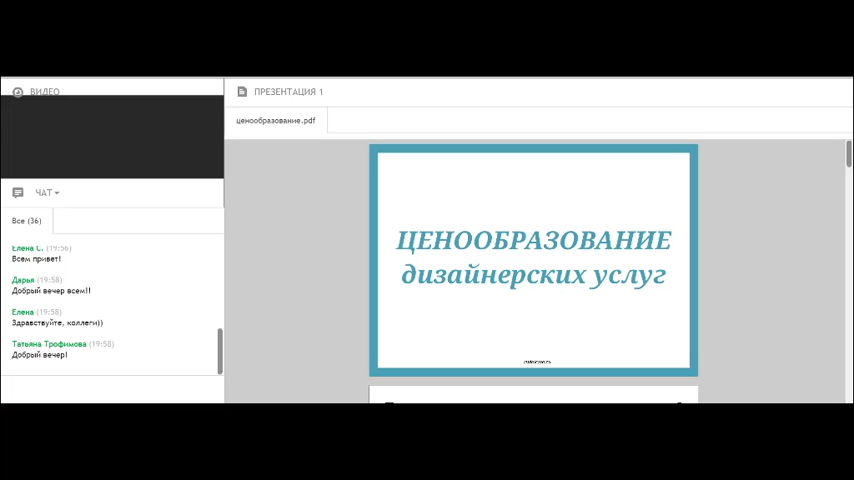 ВИДЕО
ПРЕЗЕНТАЦИЯ 1
ценообразование.pdf
ЧАТ
Все (36)
Елена С. (19:56)
Всем привет!
Дарья (19:58)
Добрый вечер всем!!
Елена (19:58)
Здравствуйте, коллеги))
Татьяна Трофимова (19:58)
Добрый вечер!
ЦЕНООБРАЗОВАНИЕ
дизайнерских услуг